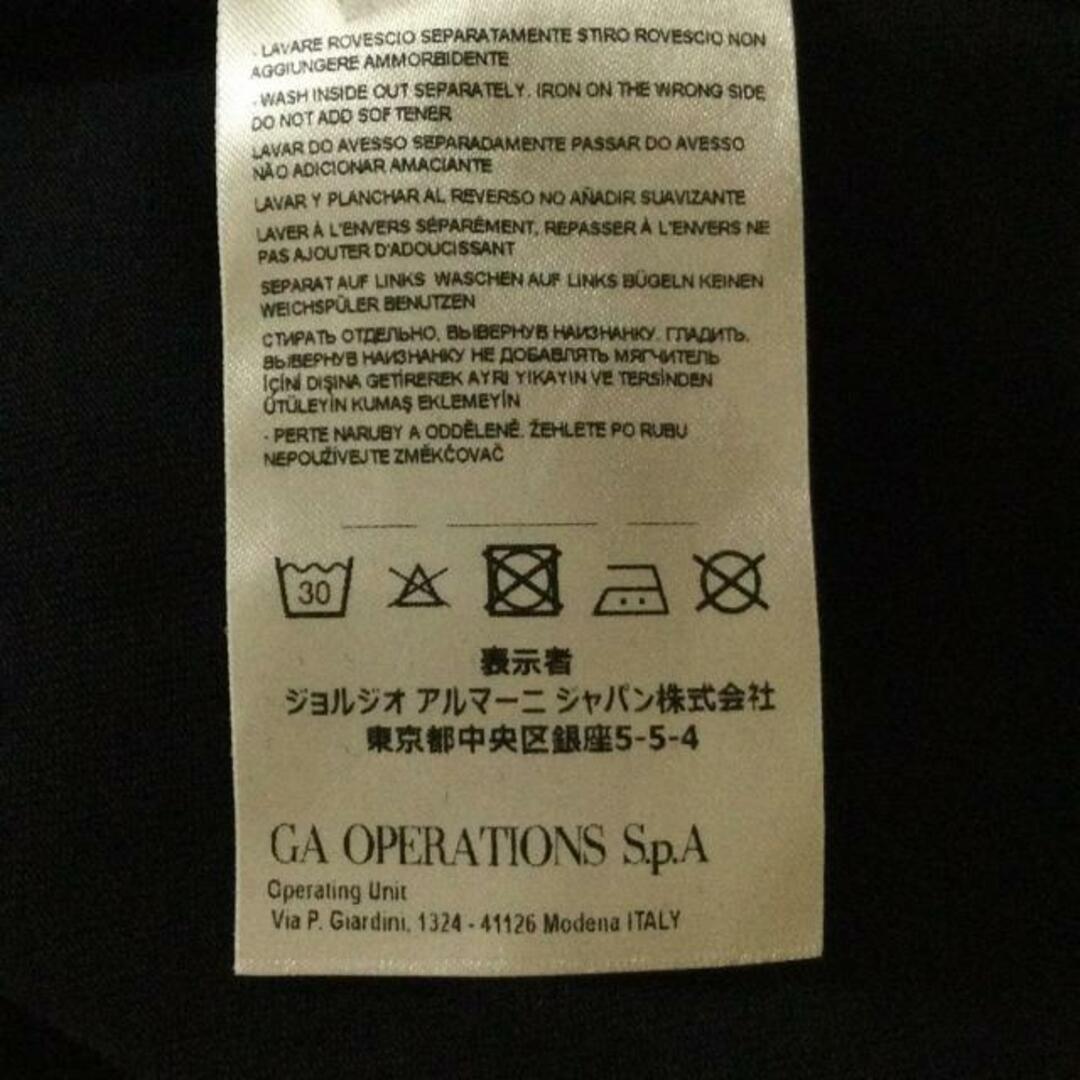 - LAVARE ROVESCIO SEPARATAMENTE STIRO ROVESCIO NON
AGGIUNGERE AMMORBIDENTE
- WASH INSIDE OUT SEPARATELY. IRON ON THE WRONG SIDE
DO NOT ADD SOFTENER
LAVAR DO AVESSO SEPARADAMENTE PASSAR DO AVESSO
NÃO ADICIONAR AMACIANTE
LAVAR Y PLANCHAR AL REVERSO NO AÑADIR SUAVIZANTE
LAVER À L'ENVERS SÉPARÉMENT, REPASSER À L'ENVERS NE
PAS AJOUTER D'ADOUCISSANT
SEPARAT AUF LINKS WASCHEN AUF LINKS BÜGELN KEINEN
WEICHSPÜLER BENUTZEN
СТИРАТЬ ОТДЕЛЬНО, ВЫВЕРНУВ НАИЗНАНКУ. ГЛАДИТЬ,
ВЫВЕРНУВ НАИЗНАНКУ НЕ ДОБАВЛЯТЬ МЯГЧИТЕЛЬ
İÇİNİ DIŞINA GETİREREK AYRI YIKAYIN VE TERSİNDEN
ÜTÜLEYİN KUMAŞ EKLEMEYİN
- PERTE NARUBY A ODDĚLENĚ. ŽEHLETE PO RUBU
NEPOUŽÍVEJTE ZMĚKČOVAČ
30
表示者
ジョルジオ アルマーニ ジャパン株式会社
東京都中央区銀座5-5-4
GA OPERATIONS S.p.A
Operating Unit
Via P. Giardini, 1324 - 41126 Modena ITALY